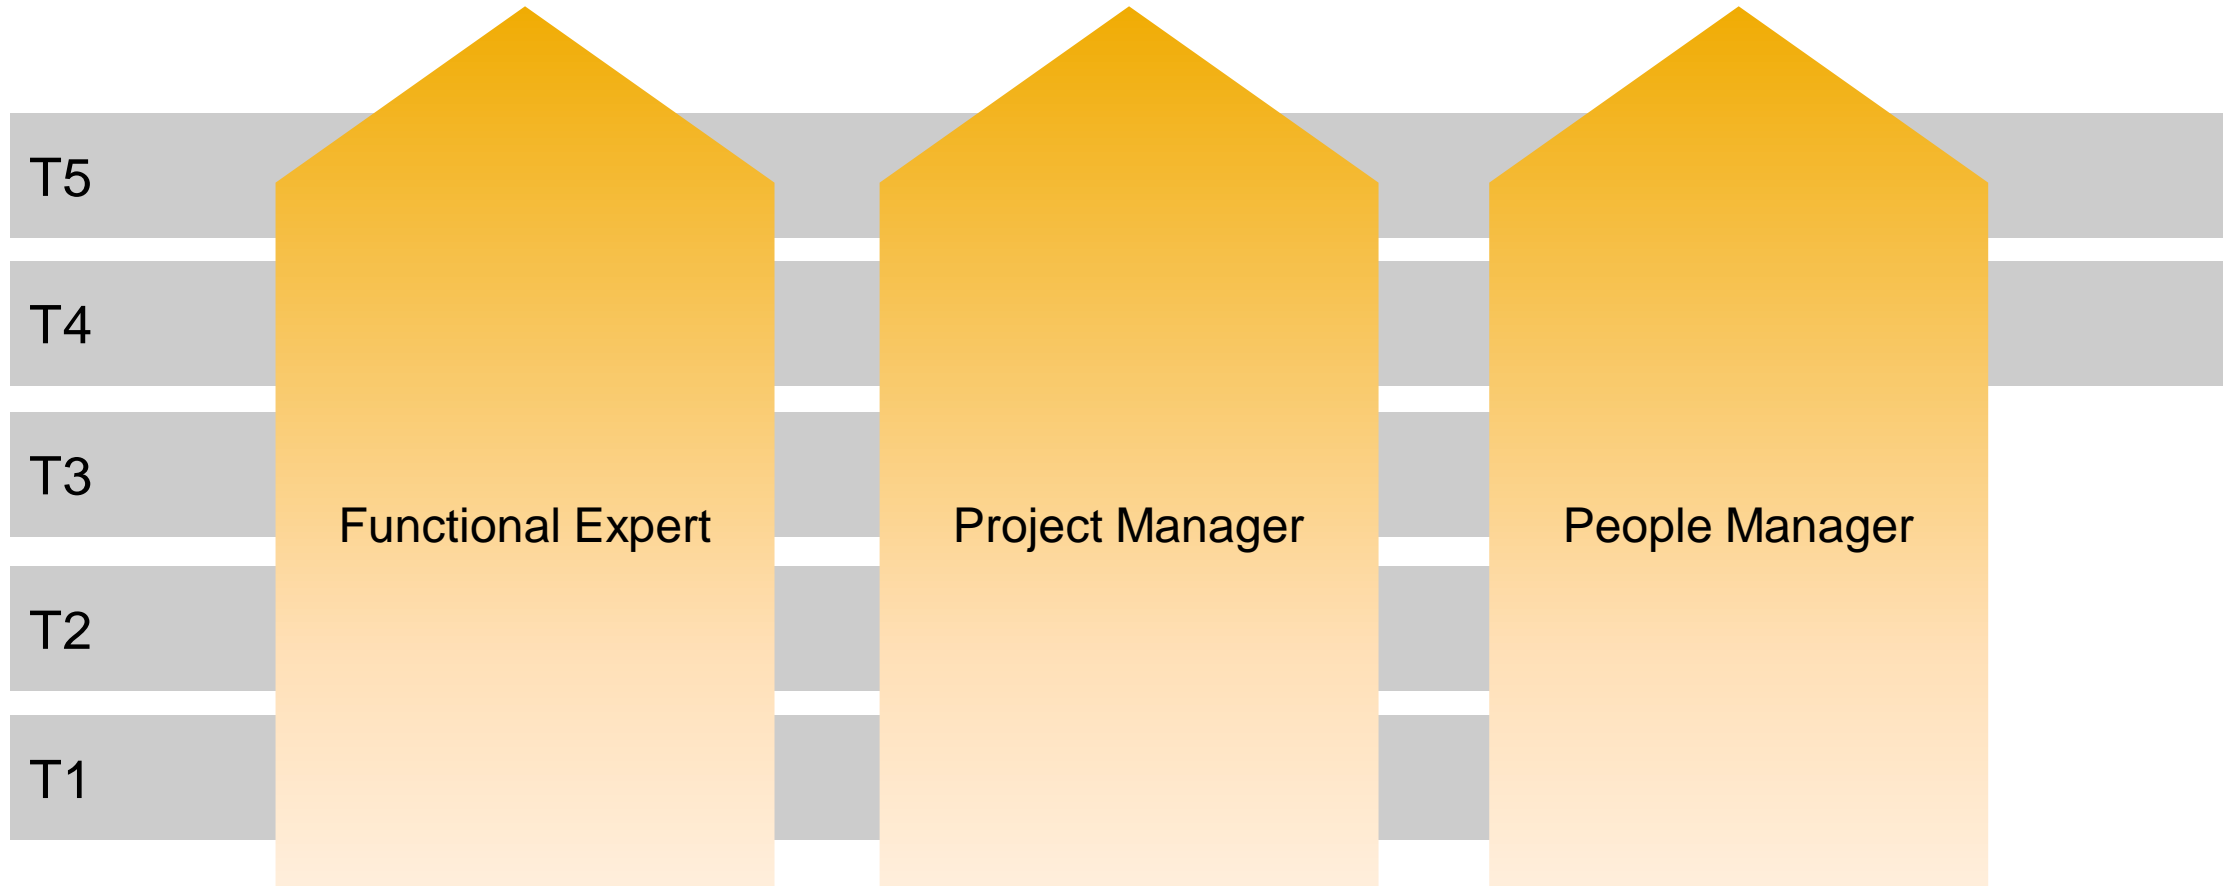 T5
T4
T3
Functional Expert
Project Manager
People Manager
T2
T1